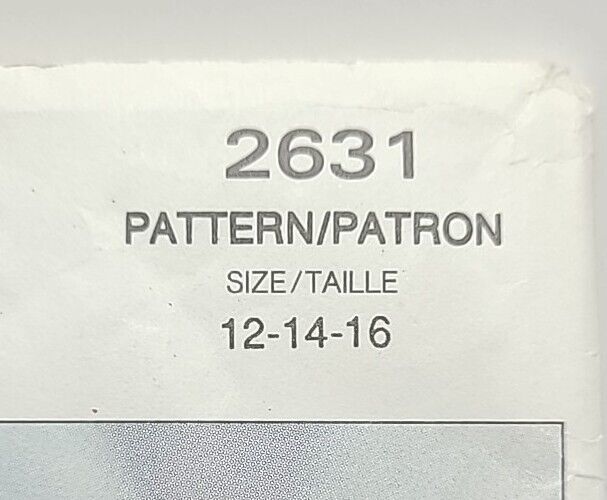 2631
PATTERN/PATRON
SIZE/TAILLE
12-14-16